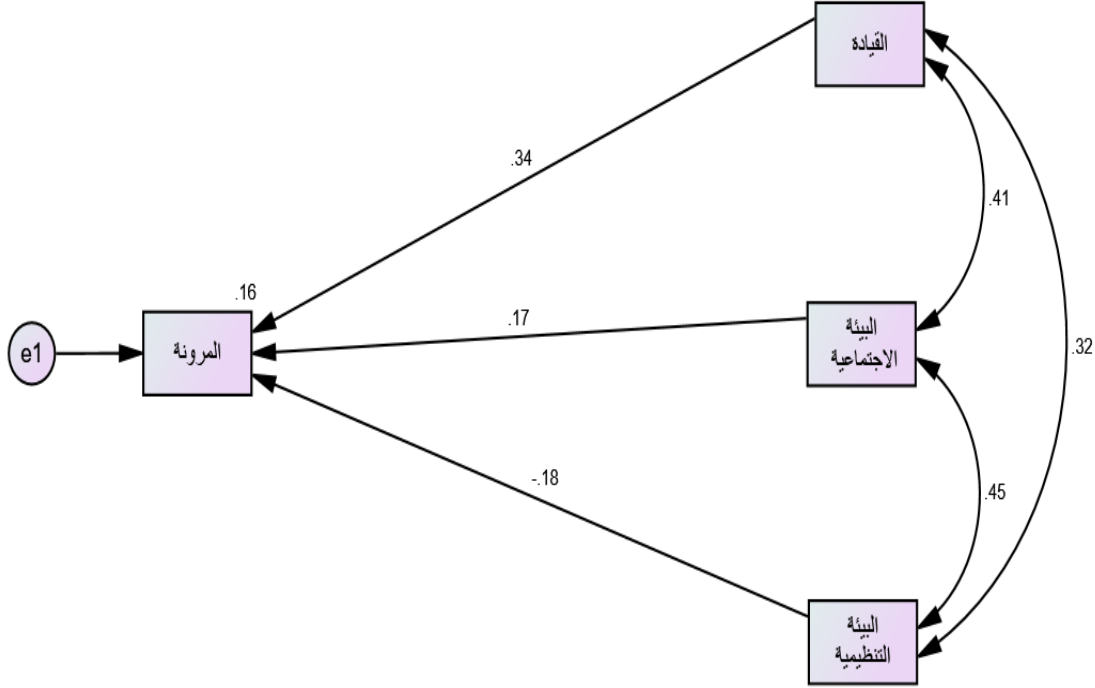 القيادة
.34
.41
.16
.17
البيئة
الاجتماعية
e1
المرونة
.32
-.18
.45
البيئة
التنظيمية